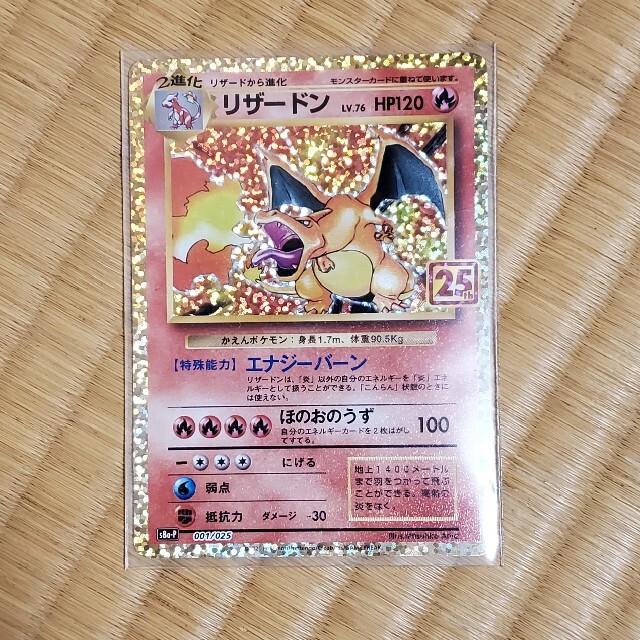 2進化 リザードから進化 モンスターカードに重ねて使います。
リザードン LV.76 HP120
25th
かえんポケモン：身長1.7m、体重90.5Kg
【特殊能力】エナジーバーン
リザードンは、「炎」以外の自分のエネルギーを「炎」エネ
ルギーとして扱うことができる。「こんらん」状態のときに
は使えない。
ほのおのうず 100
自分のエネルギーカードを2枚はがし
てすてる。
にげる
弱点
抵抗力 ダメージ -30
地上1400メートル
まで羽をつかって飛ぶ
ことができる。高熱の
炎をはく。
s8a-P 001/025
Illus. Mitsuhiro Arita